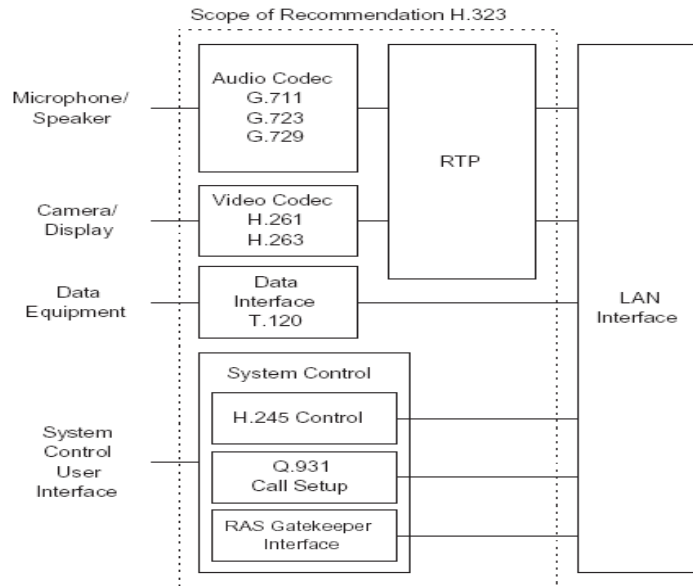 Scope of Recommendation H.323
Microphone/
Speaker
Audio Codec
G.711
G.723
G.729
RTP
Camera/
Display
Video Codec
H.261
H.263
Data
Equipment
Data
Interface
T.120
LAN
Interface
System
Control
User
Interface
System Control
H.245 Control
Q.931
Call Setup
RAS Gatekeeper
Interface